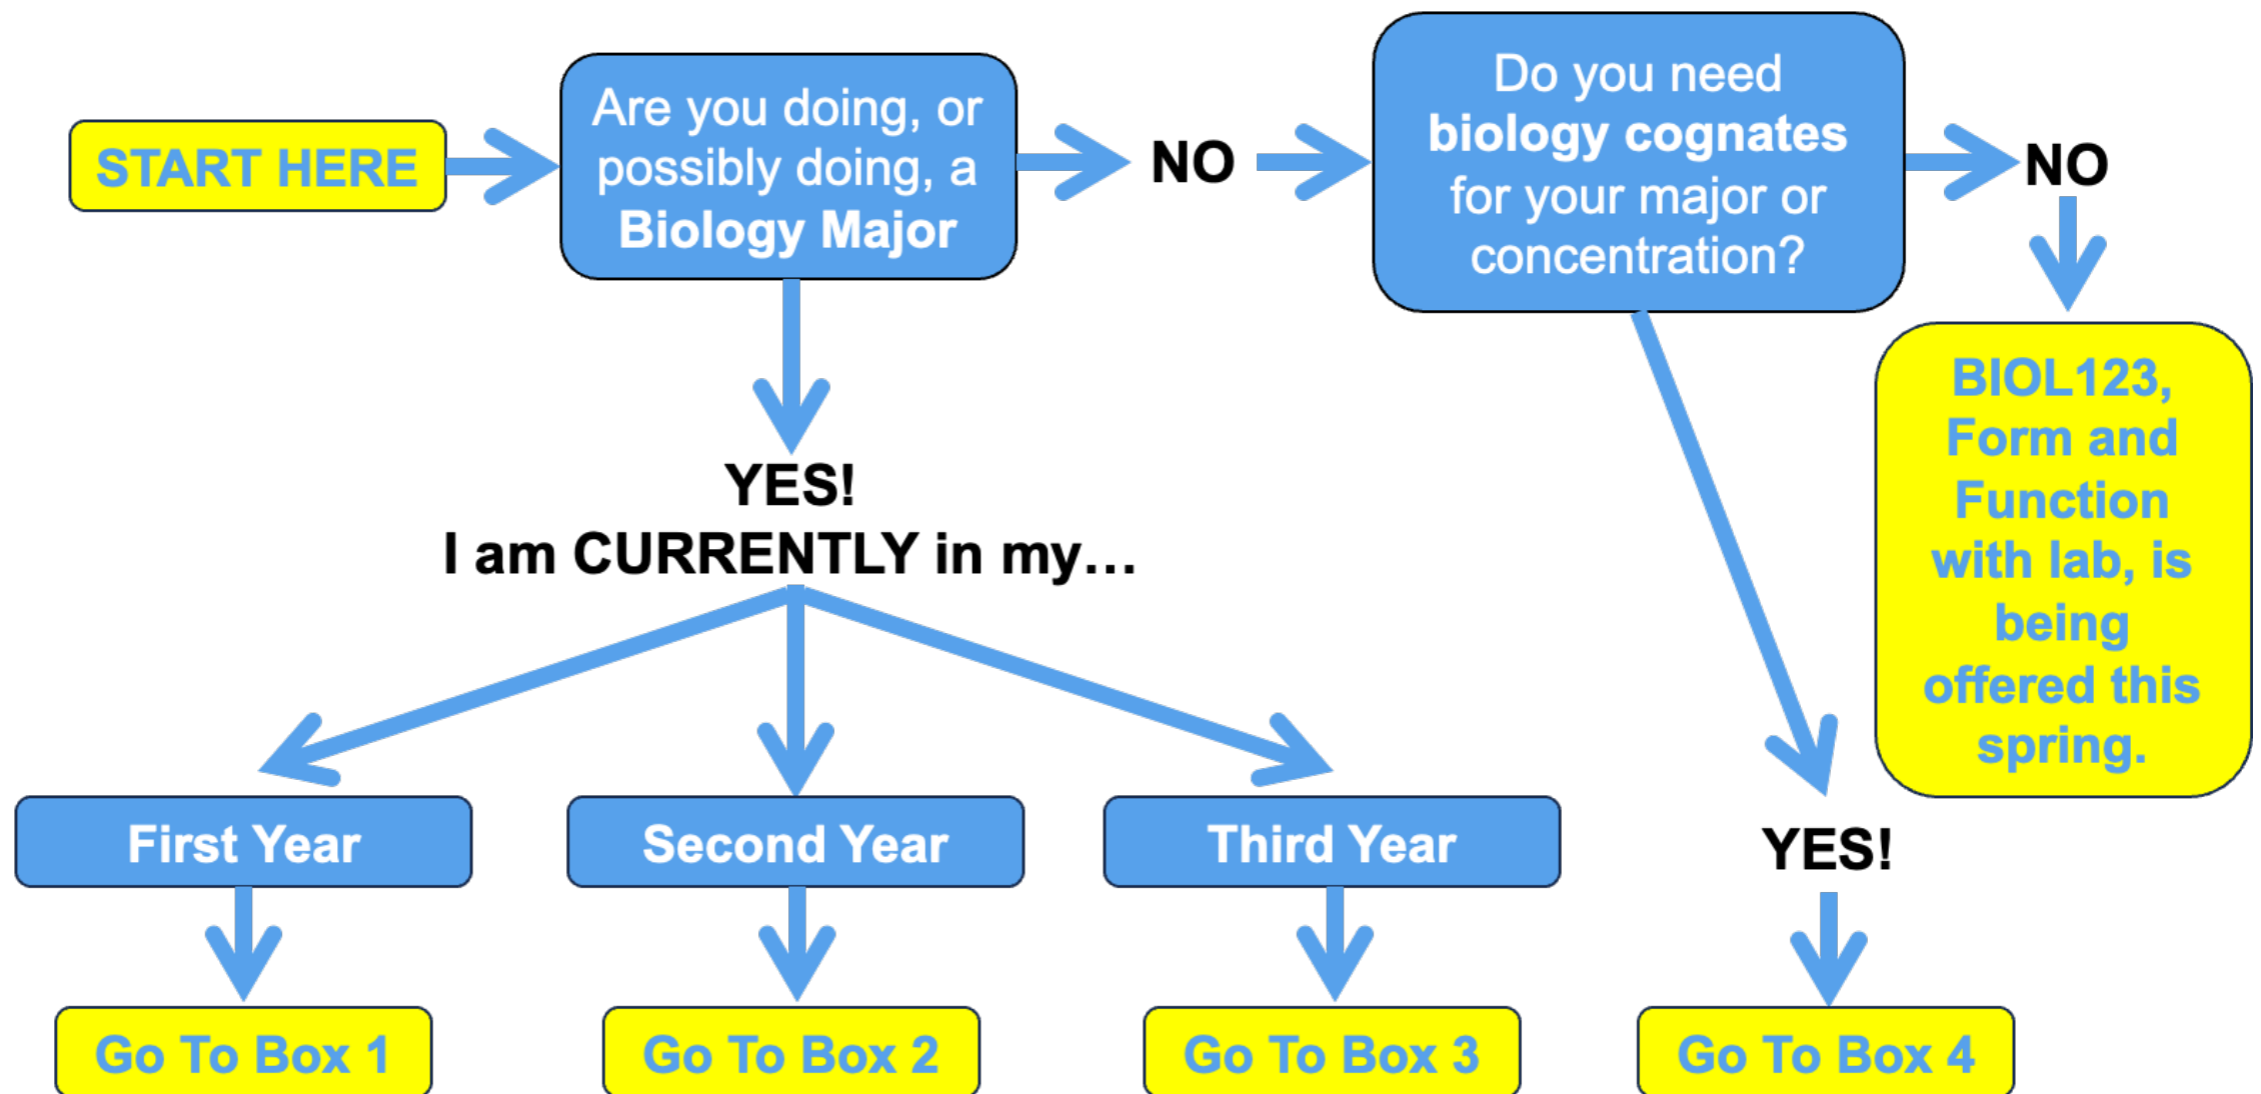 START HERE
Are you doing, or
possibly doing, a
Biology Major
NO
Do you need
biology cognates
for your major or
concentration?
NO
BIOL123,
Form and
Function
with lab, is
being
offered this
spring.
YES!
I am CURRENTLY in my…
First Year
Second Year
Third Year
YES!
Go To Box 1
Go To Box 2
Go To Box 3
Go To Box 4